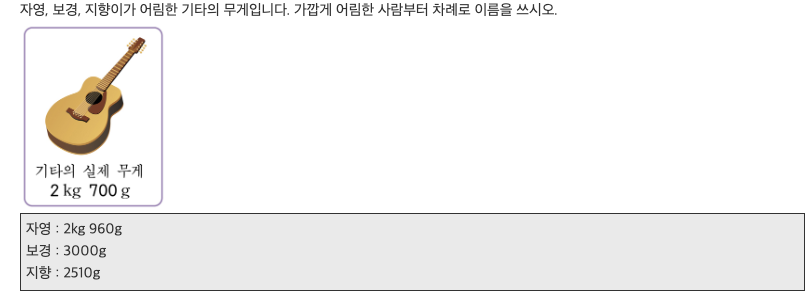 자영, 보경, 지향이가 어림한 기타의 무게입니다. 가깝게 어림한 사람부터 차례로 이름을 쓰시오.
기타의 실제 무게
2 kg 700 g
자영 : 2kg 960g
보경 : 3000g
지향 : 2510g